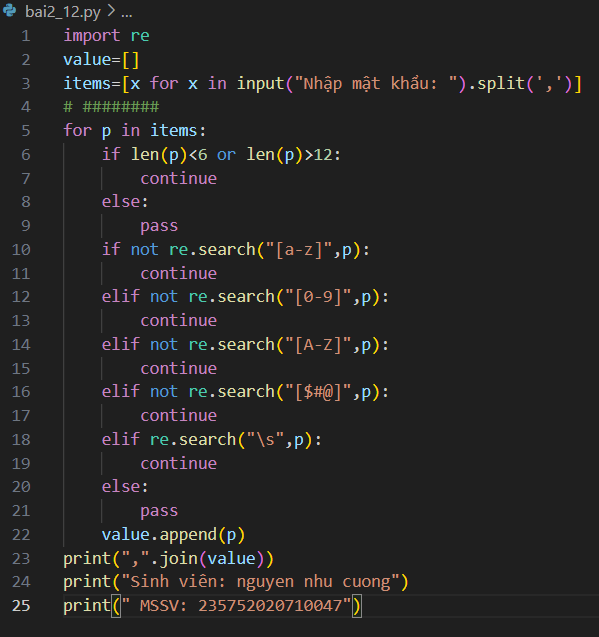 bai2_12.py > ...
1 import re
2 value=[]
3 items=[x for x in input("Nhập mật khẩu: ").split(',')]
4 # ########
5 for p in items:
6     if len(p)<6 or len(p)>12:
7         continue
8     else:
9         pass
10     if not re.search("[a-z]",p):
11         continue
12     elif not re.search("[0-9]",p):
13         continue
14     elif not re.search("[A-Z]",p):
15         continue
16     elif not re.search("[$#@]",p):
17         continue
18     elif re.search("\s",p):
19         continue
20     else:
21         pass
22     value.append(p)
23 print(",".join(value))
24 print("Sinh viên: nguyen nhu cuong")
25 print(" MSSV: 235752020710047")